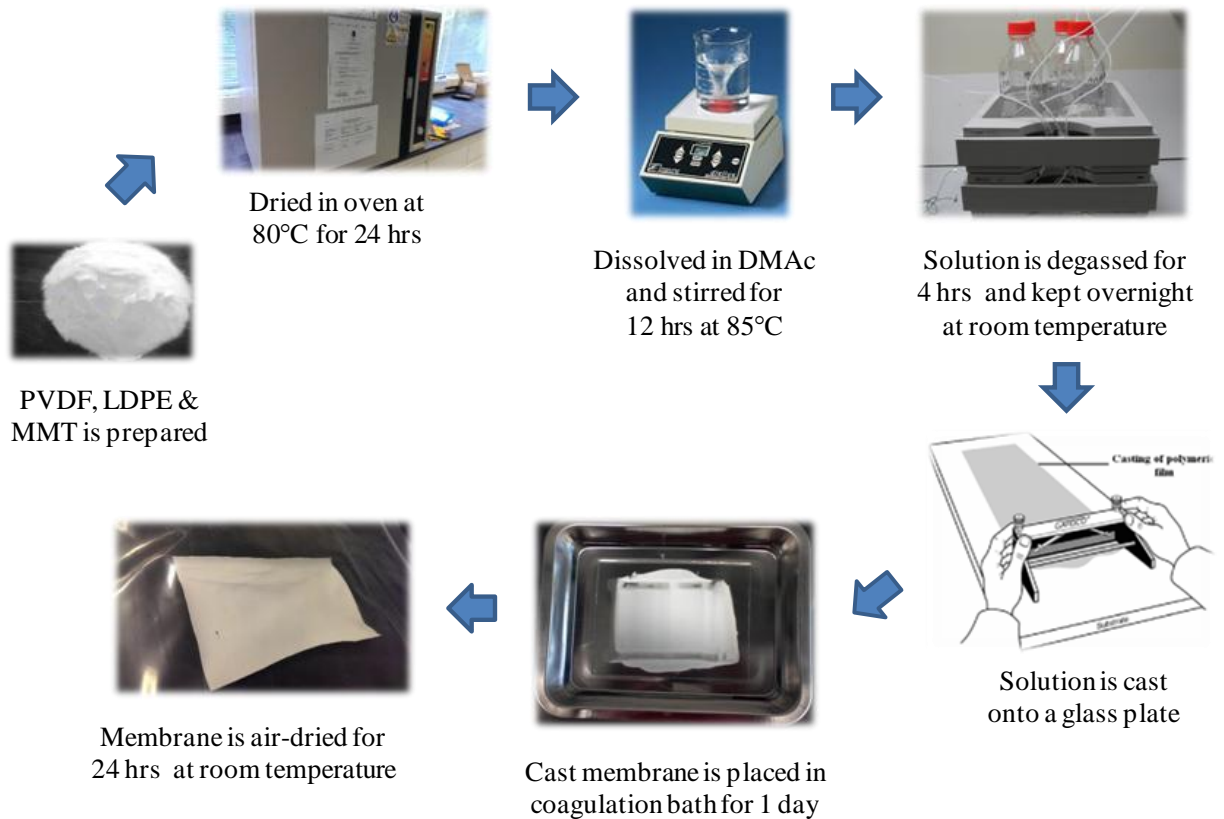 PVDF, LDPE &
MMT is prepared
Dried in oven at
80°C for 24 hrs
Dissolved in DMAc
and stirred for
12 hrs at 85°C
Solution is degassed for
4 hrs and kept overnight
at room temperature
Casting of polymeric
film
GARDCO
Substrate
Solution is cast
onto a glass plate
Cast membrane is placed in
coagulation bath for 1 day
Membrane is air-dried for
24 hrs at room temperature